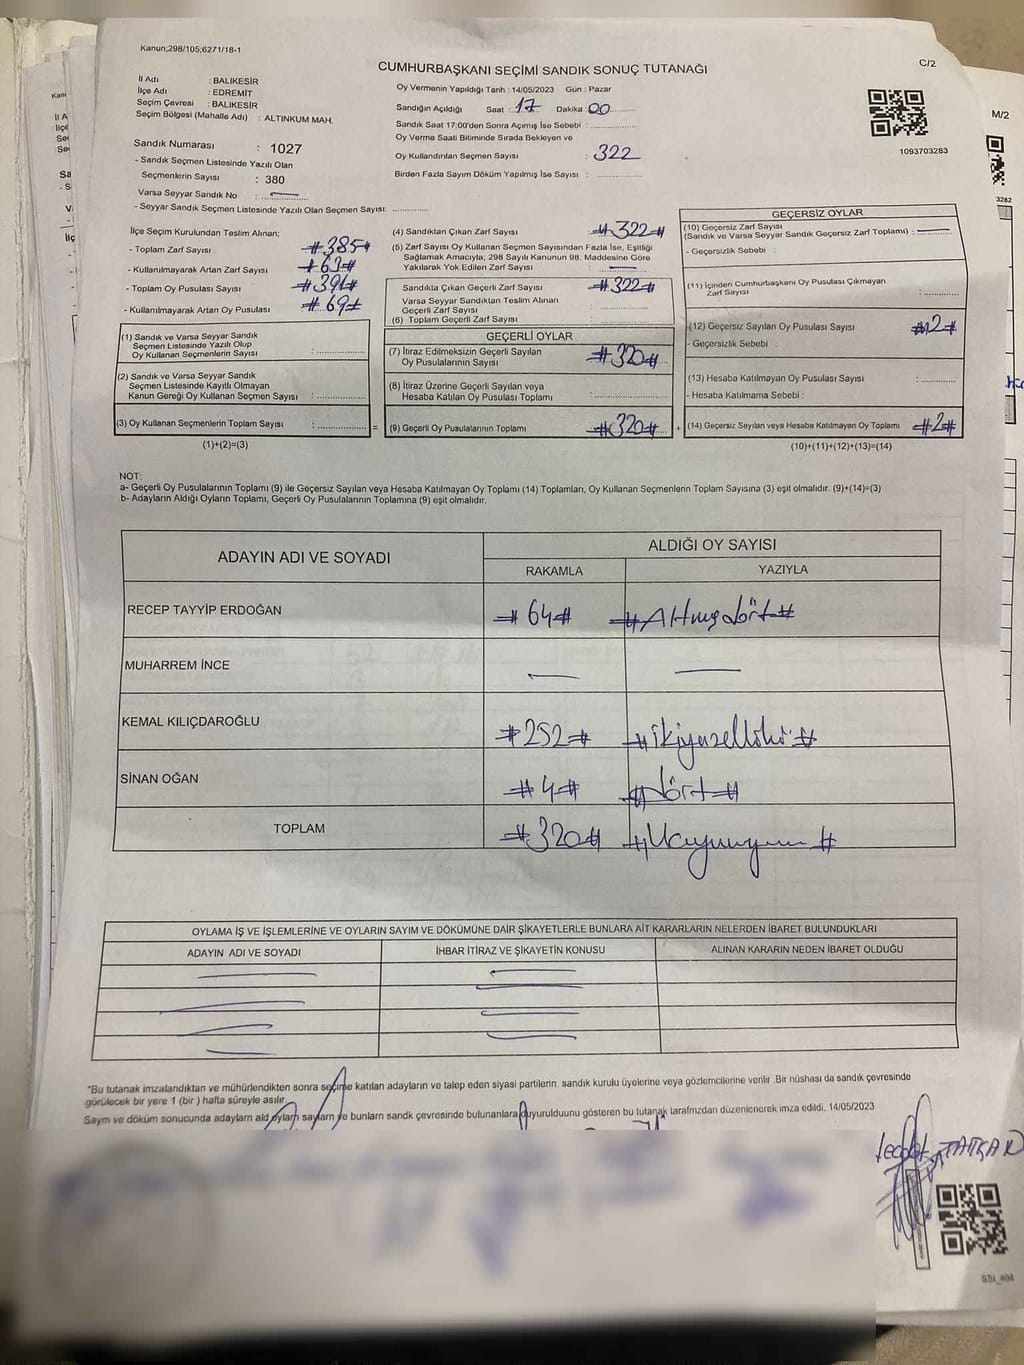 Kanun;298/105;6271/18-1
C/2
CUMHURBAŞKANI SEÇİMİ SANDIK SONUÇ TUTANAĞI
İl Adı : BALIKESİR
İlçe Adı : EDREMİT
Seçim Çevresi : BALIKESİR
Seçim Bölgesi (Mahalle Adı) : ALTINKUM MAH.
Sandık Numarası : 1027
- Sandık Seçmen Listesinde Yazılı Olan
Seçmenlerin Sayısı : 380
Varsa Seyyar Sandık No :
- Seyyar Sandık Seçmen Listesinde Yazılı Olan Seçmen Sayısı:
Oy Vermenin Yapıldığı Tarih : 14/05/2023 Gün : Pazar
Sandığın Açıldığı Saat : 17 Dakika : 00
Sandık Saat 17:00'den Sonra Açımış İse Sebebi :
Oy Verme Saati Bitiminde Sırada Bekleyen ve
Oy Kullandırılan Seçmen Sayısı : 322
Birden Fazla Sayım Döküm Yapılmış İse Sayısı :
1093703283
M/2
İlçe Seçim Kurulundan Teslim Alınan;
- Toplam Zarf Sayısı #385#
- Kullanılmayarak Artan Zarf Sayısı #63#
- Toplam Oy Pusulası Sayısı #391#
- Kullanılmayarak Artan Oy Pusulası #69#
(1) Sandık ve Varsa Seyyar Sandık
Seçmen Listesinde Yazılı Olup
Oy Kullanan Seçmenlerin Sayısı :
(2) Sandık ve Varsa Seyyar Sandık
Seçmen Listesinde Kayıtlı Olmayan
Kanun Gereği Oy Kullanan Seçmen Sayısı :
(3) Oy Kullanan Seçmenlerin Toplam Sayısı :
(1)+(2)=(3)
(4) Sandıktan Çıkan Zarf Sayısı : #322#
(5) Zarf Sayısı Oy Kullanan Seçmen Sayısından Fazla İse, Eşitliği
Sağlamak Amacıyla; 298 Sayılı Kanunun 98. Maddesine Göre
Yakılarak Yok Edilen Zarf Sayısı :
Sandıkla Çıkan Geçerli Zarf Sayısı : #322#
Varsa Seyyar Sandıktan Teslim Alınan
Geçerli Zarf Sayısı :
(6) Toplam Geçerli Zarf Sayısı :
GEÇERLİ OYLAR
(7) İtiraz Edilmeksizin Geçerli Sayılan
Oy Pusulalarının Sayısı : #320#
(8) İtiraz Üzerine Geçerli Sayılan veya
Hesaba Katılan Oy Pusulası Toplamı :
(9) Geçerli Oy Pusulalarının Toplamı : #320#
GEÇERSİZ OYLAR
(10) Geçersiz Zarf Sayısı
(Sandık ve Varsa Seyyar Sandık Geçersiz Zarf Toplamı) :
- Geçersizlik Sebebi :
(11) İçinden Cumhurbaşkanı Oy Pusulası Çıkmayan
Zarf Sayısı :
(12) Geçersiz Sayılan Oy Pusulası Sayısı #2#
- Geçersizlik Sebebi :
(13) Hesaba Katılmayan Oy Pusulası Sayısı :
- Hesaba Katılmama Sebebi :
(14) Geçersiz Sayılan veya Hesaba Katılmayan Oy Toplamı #2#
(10)+(11)+(12)+(13)=(14)
NOT:
a- Geçerli Oy Pusulalarının Toplamı (9) ile Geçersiz Sayılan veya Hesaba Katılmayan Oy Toplamı (14) Toplamları, Oy Kullanan Seçmenlerin Toplam Sayısına (3) eşit olmalıdır. (9)+(14)=(3)
b- Adayların Aldığı Oyların Toplamı, Geçerli Oy Pusulalarının Toplamına (9) eşit olmalıdır.
ADAYIN ADI VE SOYADI ALDIĞI OY SAYISI
RAKAMLA YAZIYLA
RECEP TAYYİP ERDOĞAN #64# #Altmışdört#
MUHARREM İNCE
KEMAL KILIÇDAROĞLU #252# #ikiyüzelliiki#
SİNAN OĞAN #4# #Dört#
TOPLAM #320# #Üçyüzyirmi#
OYLAMA İŞ VE İŞLEMLERİNE VE OYLARIN SAYIM VE DÖKÜMÜNE DAİR ŞİKAYETLERLE BUNLARA AİT KARARLARIN NELERDEN İBARET BULUNDUKLARI
ADAYIN ADI VE SOYADI İHBAR İTİRAZ VE ŞİKAYETİN KONUSU ALINAN KARARIN NEDEN İBARET OLDUĞU
*Bu tutanak imzalandıktan ve mühürlendikten sonra seçime katılan adayların ve talep eden siyasi partilerin sandık kurulu üyelerine veya gözlemcilerine verilir .Bir nüshası da sandık çevresinde
görülecek bir yere 1 (bir ) hafta süreyle asılır.
Sayım ve döküm sonucunda adayların ald oyların sayların ve bunların sandk çevresinde bulunanlara duyurulduunu gösteren bu tutanak tarafmzdan düzenlenerek imza edildi. 14/05/2023
SSI_404